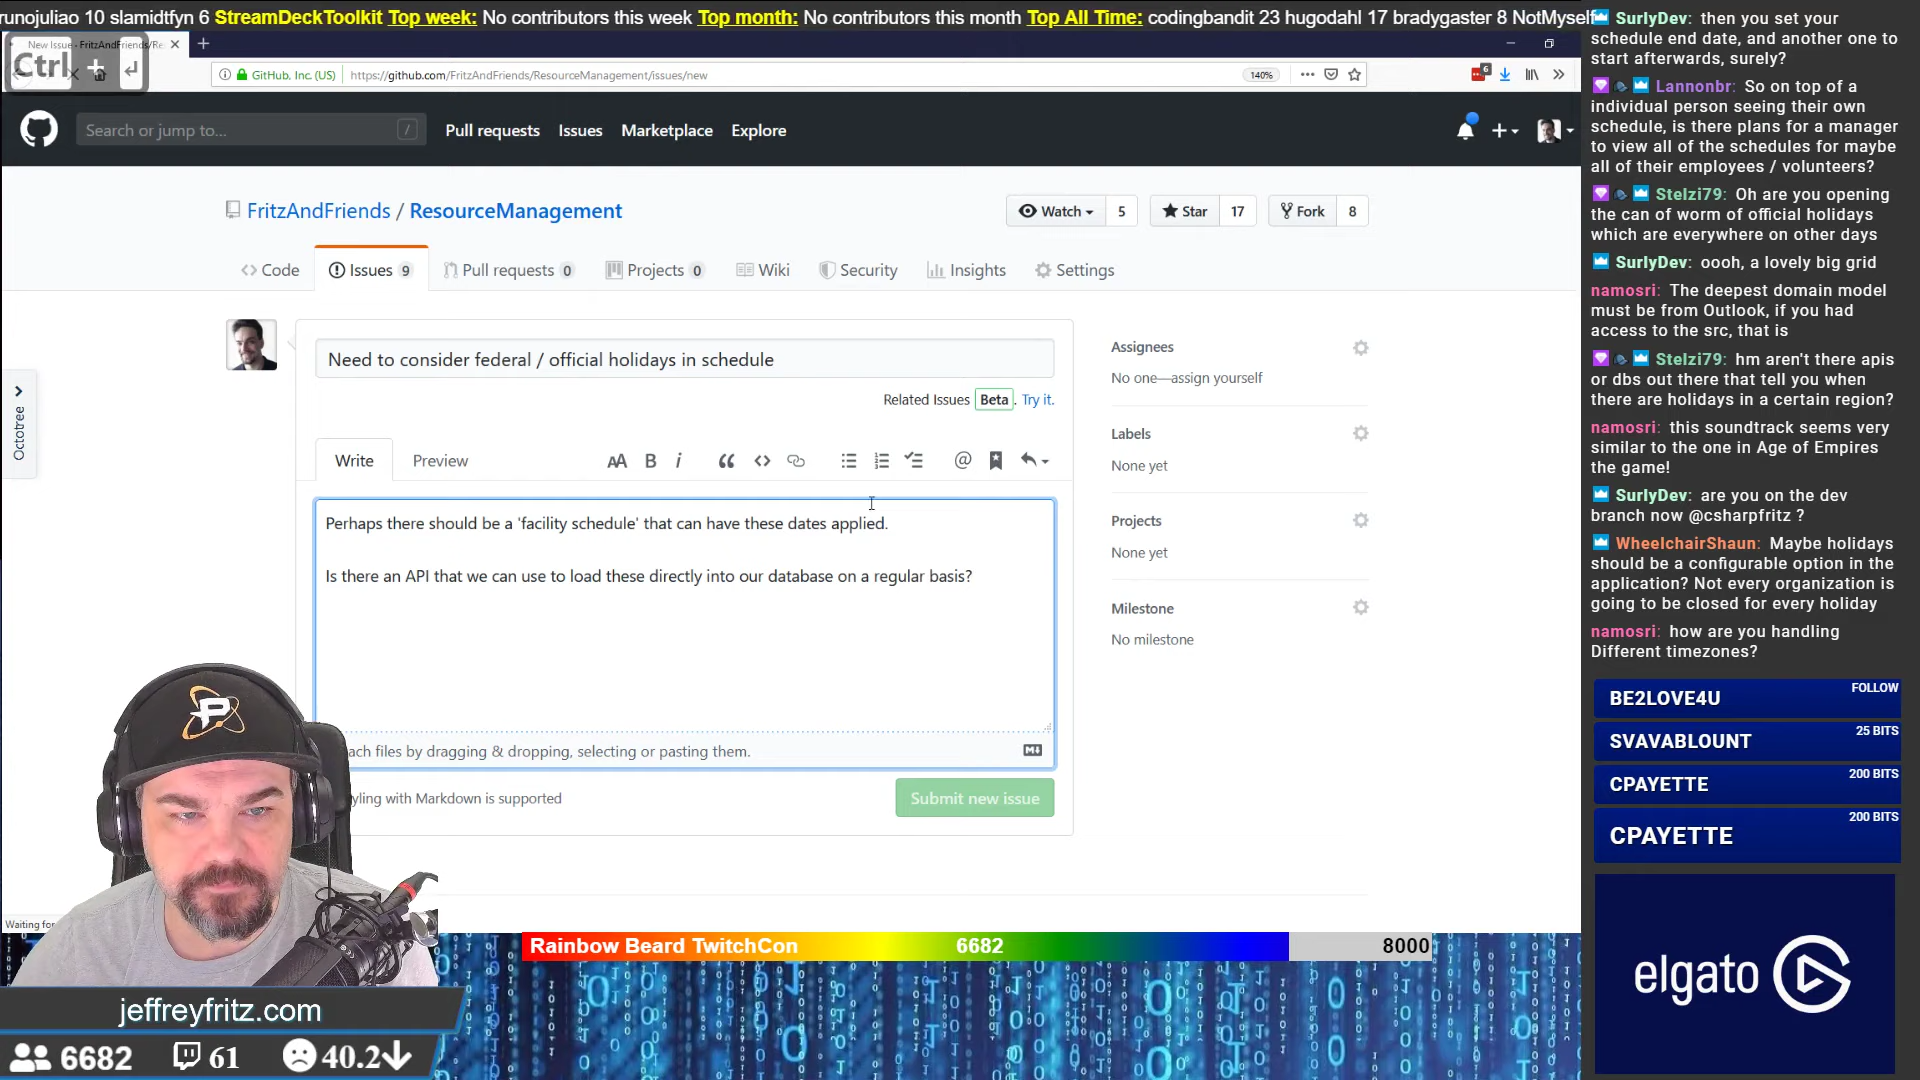 runojuliao 10 slamidtfyn 6 StreamDeckToolkit Top week: No contributors this week Top month: No contributors this month Top All Time: codingbandit 23 hugodahl 17 bradygaster 8 NotMyself
New Issue · FritzAndFriends/Re
Ctrl + ↵
GitHub, Inc. (US)
https://github.com/FritzAndFriends/ResourceManagement/issues/new
140%
6
Search or jump to...
/
Pull requests
Issues
Marketplace
Explore
FritzAndFriends / ResourceManagement
Watch 5
Star 17
Fork 8
Code
Issues 9
Pull requests 0
Projects 0
Wiki
Security
Insights
Settings
Octotree
Need to consider federal / official holidays in schedule
Related Issues Beta . Try it.
Write
Preview
AA B i
@
Perhaps there should be a 'facility schedule' that can have these dates applied.
Is there an API that we can use to load these directly into our database on a regular basis?
ach files by dragging & dropping, selecting or pasting them.
yling with Markdown is supported
Submit new issue
Assignees
No one—assign yourself
Labels
None yet
Projects
None yet
Milestone
No milestone
Waiting for
SurlyDev: then you set your
schedule end date, and another one to
start afterwards, surely?
Lannonbr: So on top of a
individual person seeing their own
schedule, is there plans for a manager
to view all of the schedules for maybe
all of their employees / volunteers?
Stelzi79: Oh are you opening
the can of worm of official holidays
which are everywhere on other days
SurlyDev: oooh, a lovely big grid
namosri: The deepest domain model
must be from Outlook, if you had
access to the src, that is
Stelzi79: hm aren't there apis
or dbs out there that tell you when
there are holidays in a certain region?
namosri: this soundtrack seems very
similar to the one in Age of Empires
the game!
SurlyDev: are you on the dev
branch now @csharpfritz ?
WheelchairShaun: Maybe holidays
should be a configurable option in the
application? Not every organization is
going to be closed for every holiday
namosri: how are you handling
Different timezones?
BE2LOVE4U FOLLOW
SVAVABLOUNT 25 BITS
CPAYETTE 200 BITS
CPAYETTE 200 BITS
elgato
Rainbow Beard TwitchCon 6682 8000
jeffreyfritz.com
6682 61 40.2